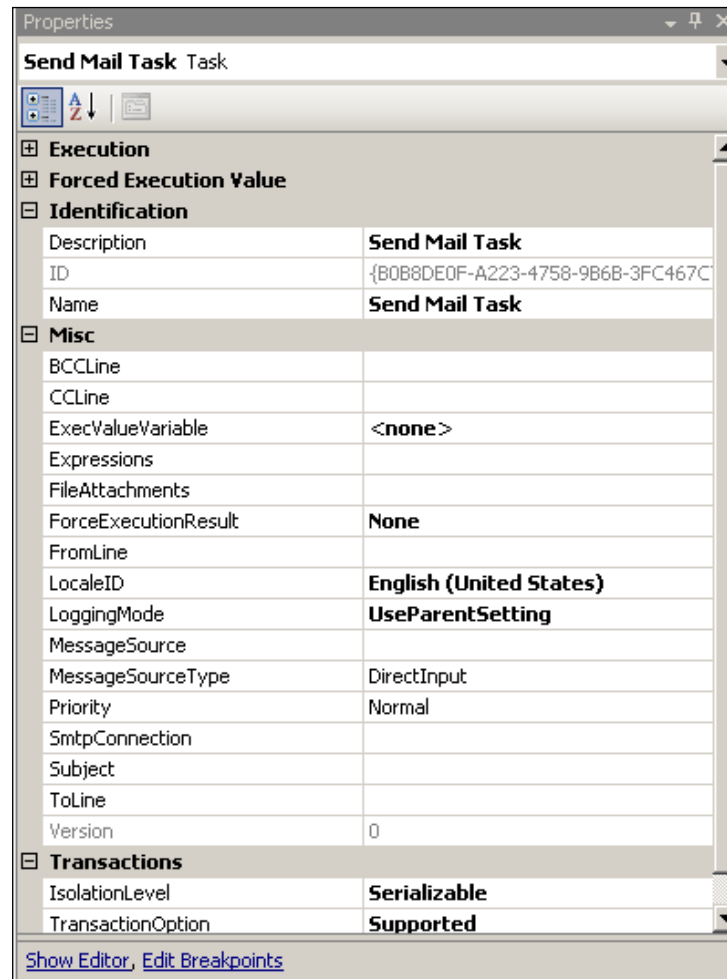 Properties
Send Mail Task Task
Execution
Forced Execution Value
Identification
Description Send Mail Task
ID {B0B8DE0F-A223-4758-9B6B-3FC467C
Name Send Mail Task
Misc
BCCLine
CCLine
ExecValueVariable <none>
Expressions
FileAttachments
ForceExecutionResult None
FromLine
LocaleID English (United States)
LoggingMode UseParentSetting
MessageSource
MessageSourceType DirectInput
Priority Normal
SmtpConnection
Subject
ToLine
Version 0
Transactions
IsolationLevel Serializable
TransactionOption Supported
Show Editor, Edit Breakpoints